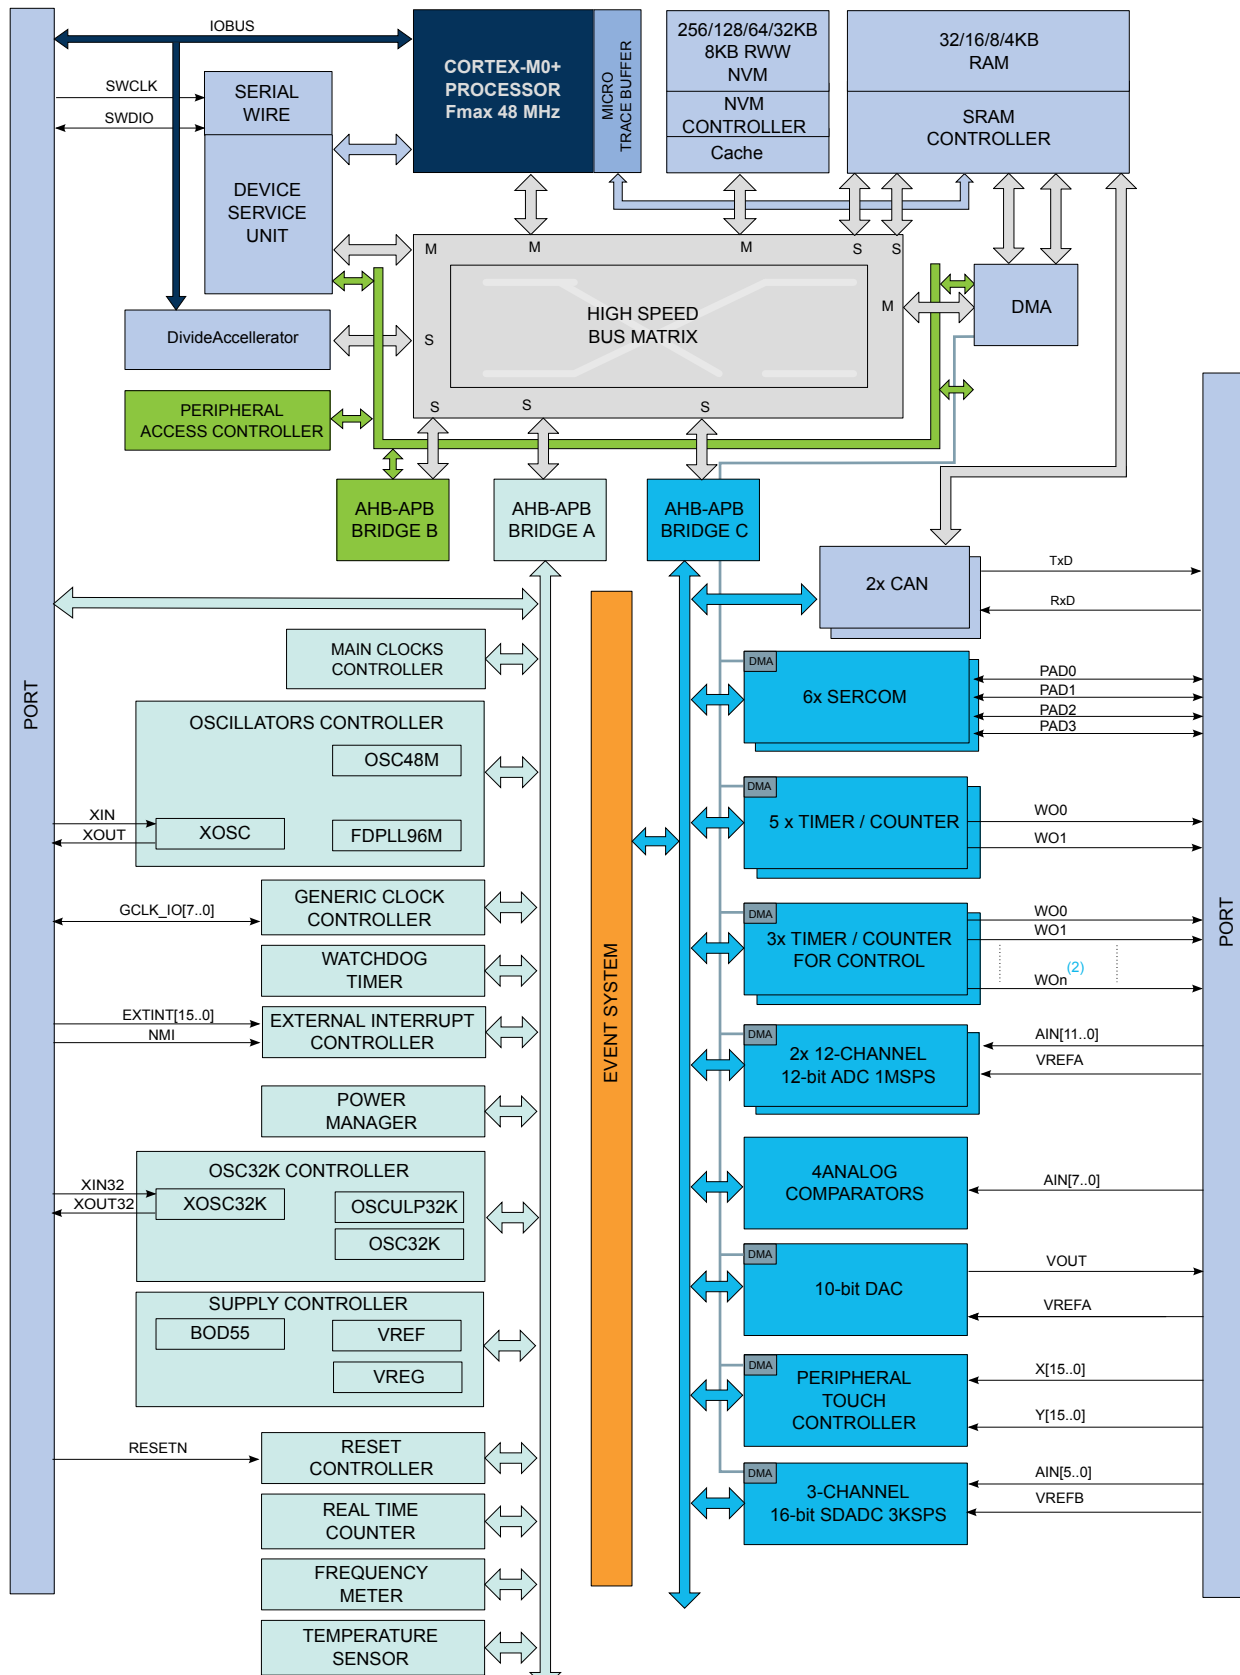 IOBUS
SWCLK
SWDIO
SERIAL
WIRE
DEVICE
SERVICE
UNIT
CORTEX-M0+
PROCESSOR
Fmax 48 MHz
MICRO
TRACE BUFFER
256/128/64/32KB
8KB RWW
NVM
NVM
CONTROLLER
Cache
32/16/8/4KB
RAM
SRAM
CONTROLLER
M
M
M
S
S
M
S
S
S
S
HIGH SPEED
BUS MATRIX
DMA
DivideAccellerator
PERIPHERAL
ACCESS CONTROLLER
AHB-APB
BRIDGE B
AHB-APB
BRIDGE A
AHB-APB
BRIDGE C
PORT
MAIN CLOCKS
CONTROLLER
OSCILLATORS CONTROLLER
OSC48M
XIN
XOUT
XOSC
FDPLL96M
GCLK_IO[7..0]
GENERIC CLOCK
CONTROLLER
WATCHDOG
TIMER
EXTINT[15..0]
NMI
EXTERNAL INTERRUPT
CONTROLLER
POWER
MANAGER
OSC32K CONTROLLER
XIN32
XOUT32
XOSC32K
OSCULP32K
OSC32K
SUPPLY CONTROLLER
BOD55
VREF
VREG
RESETN
RESET
CONTROLLER
REAL TIME
COUNTER
FREQUENCY
METER
TEMPERATURE
SENSOR
EVENT SYSTEM
2x CAN
TxD
RxD
DMA
6x SERCOM
PAD0
PAD1
PAD2
PAD3
DMA
5 x TIMER / COUNTER
WO0
WO1
DMA
3x TIMER / COUNTER
FOR CONTROL
WO0
WO1
(2)
WOn
DMA
2x 12-CHANNEL
12-bit ADC 1MSPS
AIN[11..0]
VREFA
4ANALOG
COMPARATORS
AIN[7..0]
DMA
10-bit DAC
VOUT
VREFA
DMA
PERIPHERAL
TOUCH
CONTROLLER
X[15..0]
Y[15..0]
DMA
3-CHANNEL
16-bit SDADC 3KSPS
AIN[5..0]
VREFB
PORT